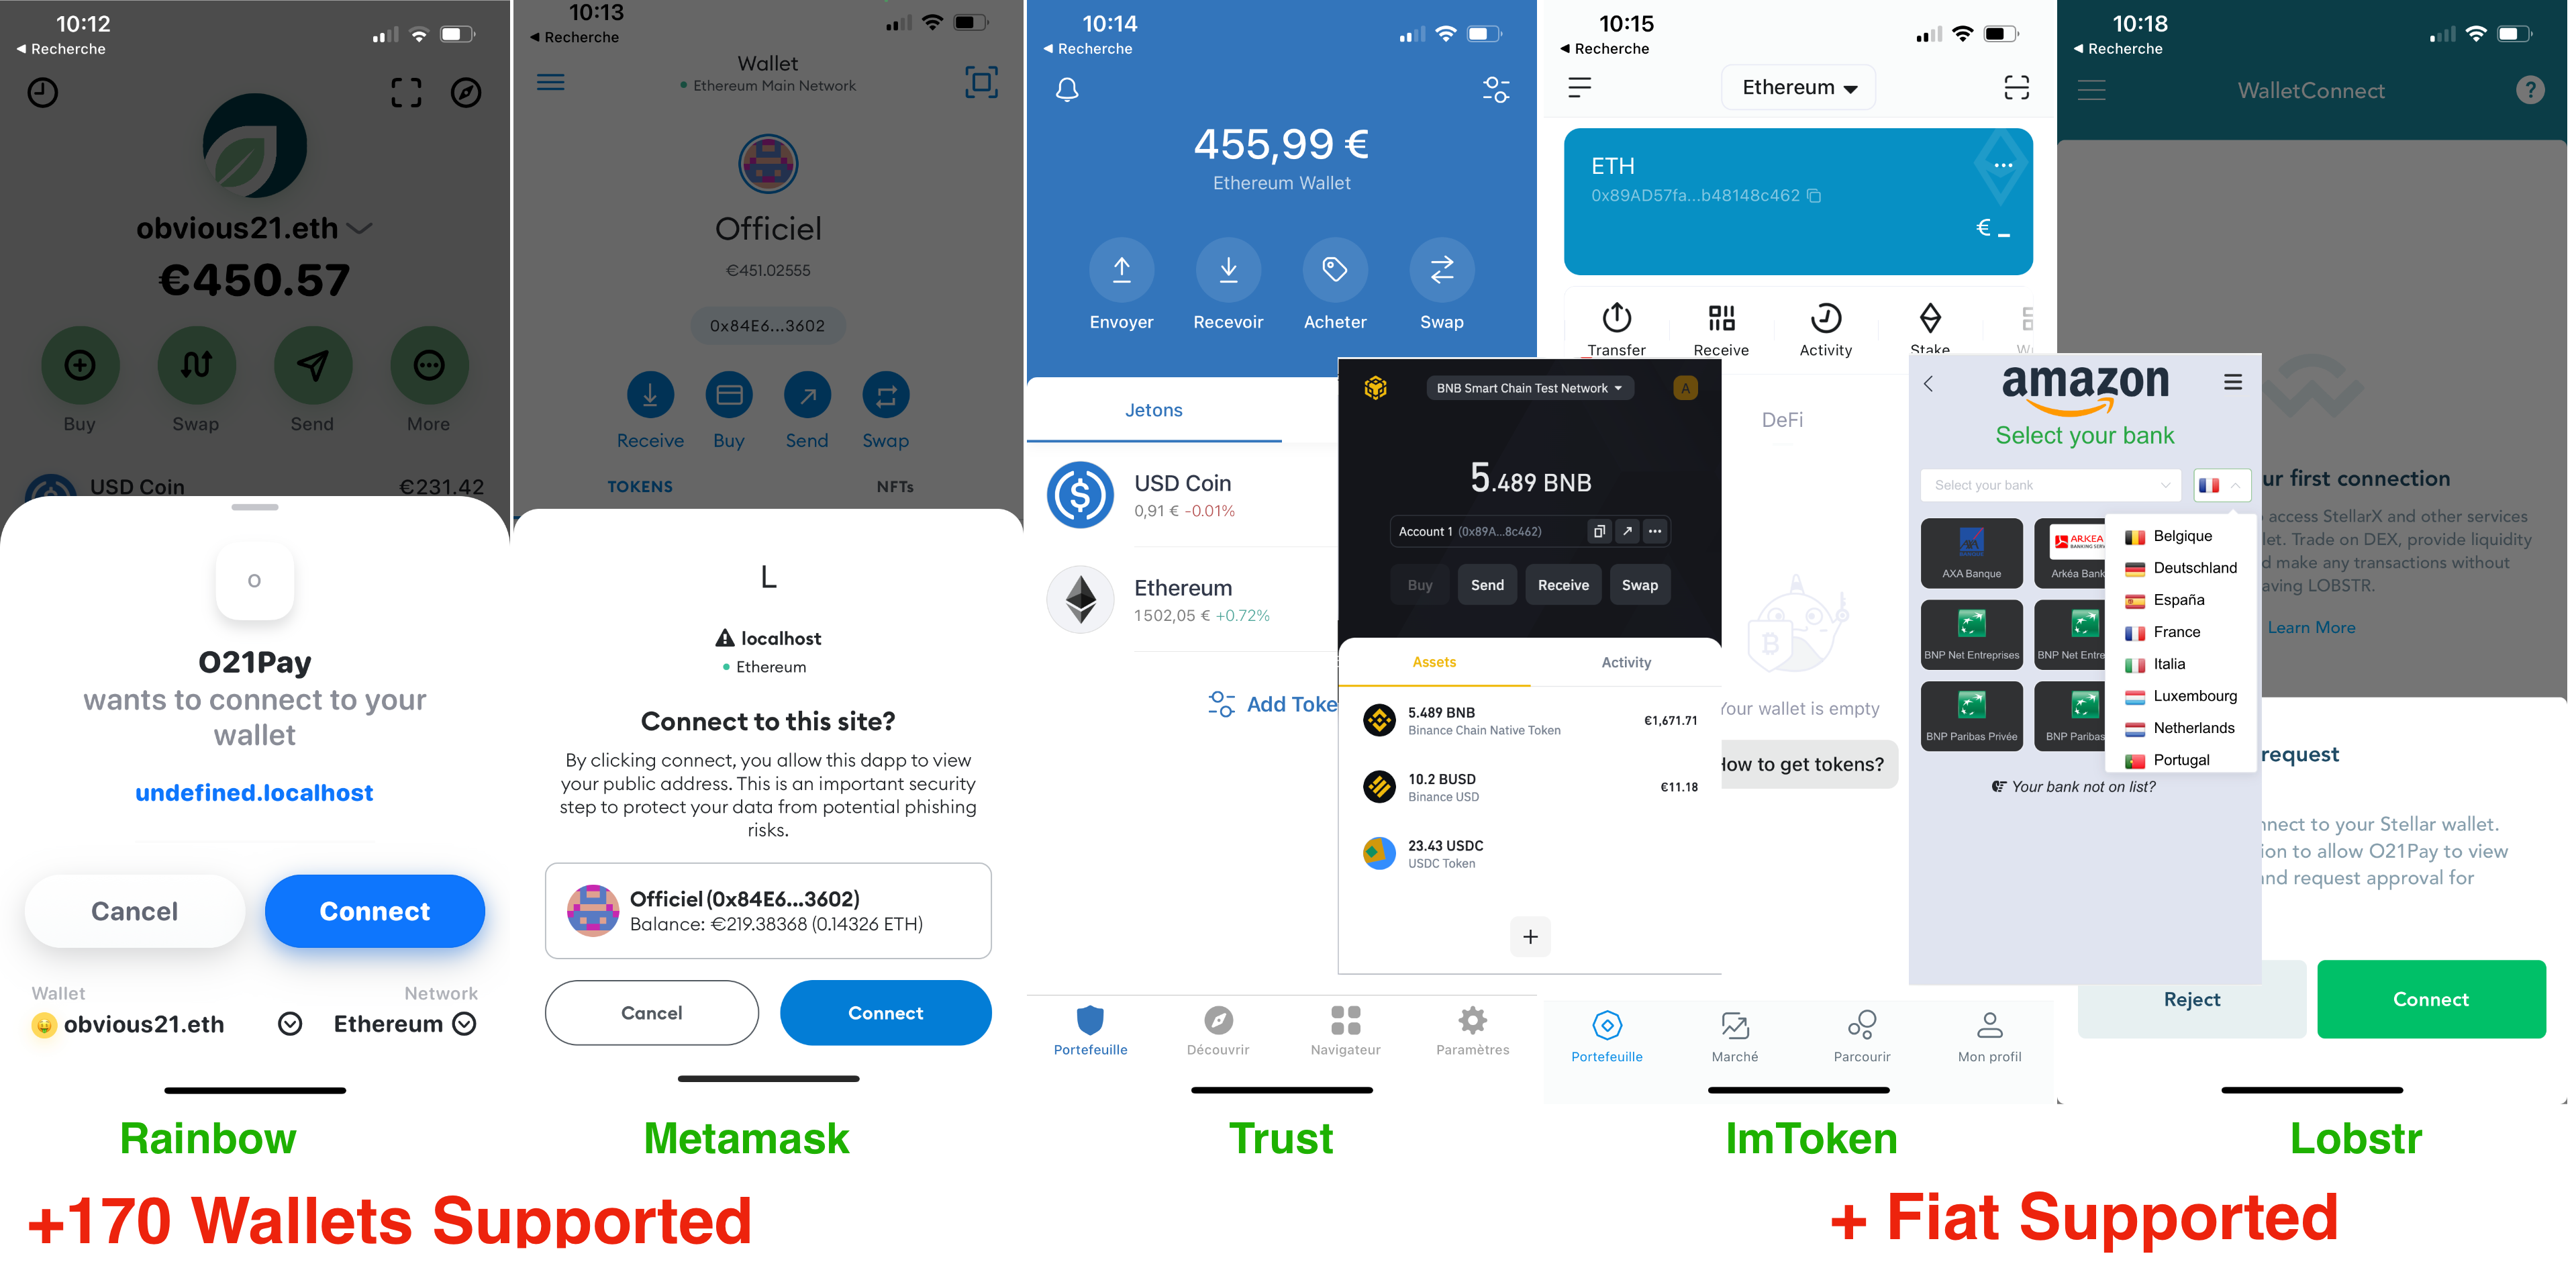 10:12
◀ Recherche
obvious21.eth
€450.57
Buy
Swap
Send
More
USD Coin
€231.42
O
O21Pay
wants to connect to your
wallet
undefined.localhost
Cancel
Connect
Wallet
Network
obvious21.eth
Ethereum
Rainbow
10:13
◀ Recherche
Wallet
Ethereum Main Network
Officiel
€451.02555
0x84E6...3602
Receive
Buy
Send
Swap
TOKENS
NFTs
L
localhost
Ethereum
Connect to this site?
By clicking connect, you allow this dapp to view
your public address. This is an important security
step to protect your data from potential phishing
risks.
Officiel (0x84E6...3602)
Balance: €219.38368 (0.14326 ETH)
Cancel
Connect
Metamask
10:14
◀ Recherche
455,99 €
Ethereum Wallet
Envoyer
Recevoir
Acheter
Swap
Jetons
USD Coin
0,91 € -0.01%
Ethereum
1 502,05 € +0.72%
Add Toke
Portefeuille
Découvrir
Navigateur
Paramètres
Trust
BNB Smart Chain Test Network
A
5.489 BNB
Account 1 (0x89A...8c462)
Buy
Send
Receive
Swap
Assets
Activity
5.489 BNB
Binance Chain Native Token
€1,671.71
10.2 BUSD
Binance USD
€11.18
23.43 USDC
USDC Token
+
10:15
◀ Recherche
Ethereum
ETH
0x89AD57fa...b48148c462
€ –
Transfer
Receive
Activity
Stake
DeFi
Your wallet is empty
How to get tokens?
Portefeuille
Marché
Parcourir
Mon profil
ImToken
amazon
Select your bank
Select your bank
AXA Banque
ARKEA
BANKING SERV
Arkéa Bank
BNP Net Entreprises
BNP Net Entre
BNP Paribas Privée
BNP Paribas
Belgique
Deutschland
España
France
Italia
Luxembourg
Netherlands
Portugal
Your bank not on list?
10:18
◀ Recherche
WalletConnect
?
ur first connection
access StellarX and other services
let. Trade on DEX, provide liquidity
d make any transactions without
aving LOBSTR.
Learn More
request
nnect to your Stellar wallet.
ion to allow O21Pay to view
and request approval for
Reject
Connect
Lobstr
+170 Wallets Supported
+ Fiat Supported